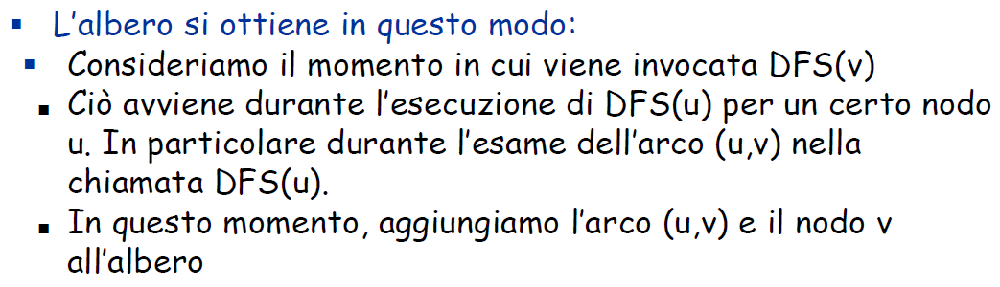 ▪ L'albero si ottiene in questo modo:
▪ Consideriamo il momento in cui viene invocata DFS(v)
▪ Ciò avviene durante l'esecuzione di DFS(u) per un certo nodo
u. In particolare durante l'esame dell'arco (u,v) nella
chiamata DFS(u).
▪ In questo momento, aggiungiamo l'arco (u,v) e il nodo v
all'albero